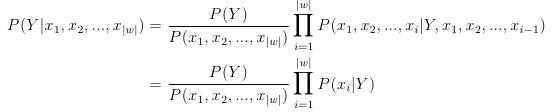 P(Y|x_1, x_2, ..., x_{|w|}) = \frac{P(Y)}{P(x_1, x_2, ..., x_{|w|})} \prod_{i=1}^{|w|} P(x_1, x_2, ..., x_i|Y, x_1, x_2, ..., x_{i-1})
= \frac{P(Y)}{P(x_1, x_2, ..., x_{|w|})} \prod_{i=1}^{|w|} P(x_i|Y)